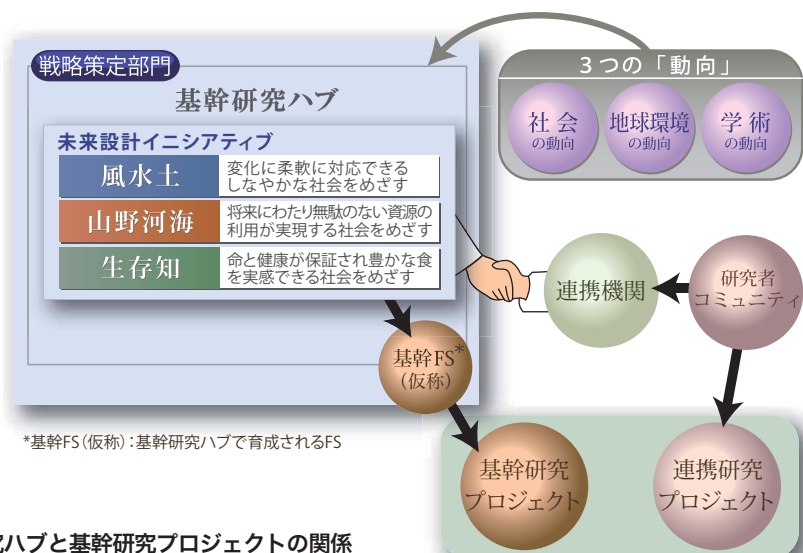 戦略策定部門
基幹研究ハブ
未来設計イニシアティブ
風水土
変化に柔軟に対応できる
しなやかな社会をめざす
山野河海
将来にわたり無駄のない資源の
利用が実現する社会をめざす
生存知
命と健康が保証され豊かな食
を実感できる社会をめざす
3つの「動向」
社会
の動向
地球環境
の動向
学術
の動向
連携機関
研究者
コミュニティ
基幹FS*
(仮称)
*基幹FS(仮称):基幹研究ハブで育成されるFS
基幹研究
プロジェクト
連携研究
プロジェクト
究ハブと基幹研究プロジェクトの関係